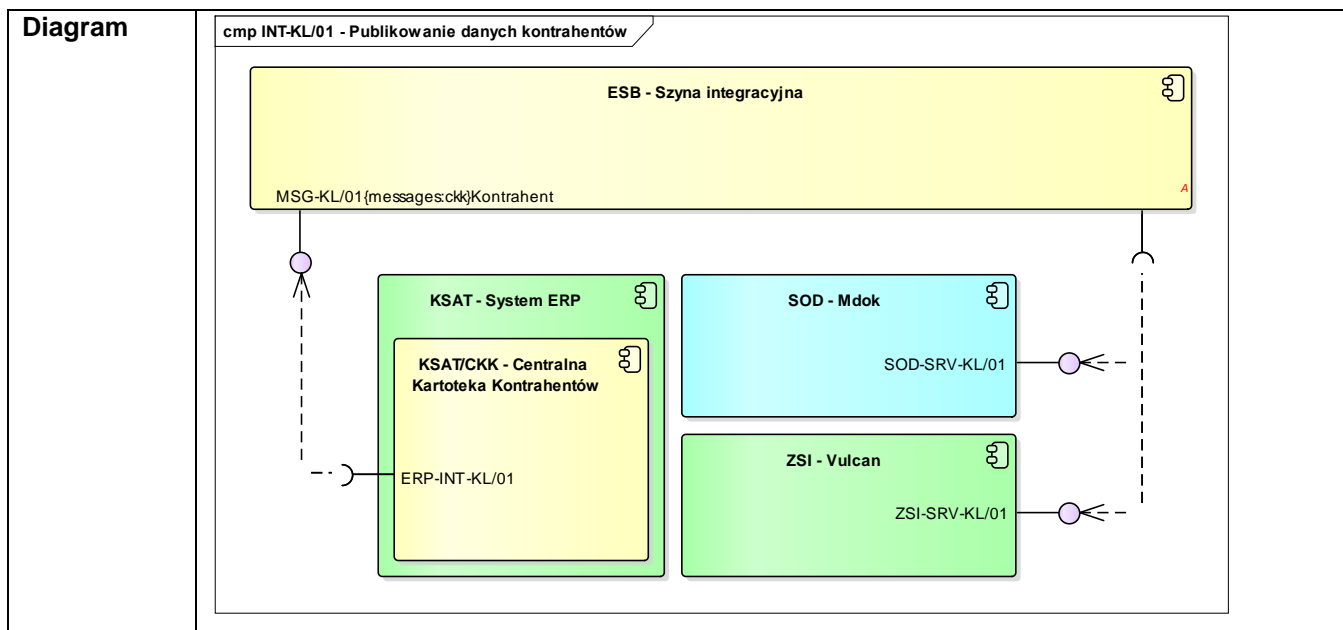 Diagram
cmp INT-KL/01 - Publikowanie danych kontrahentów
ESB - Szyna integracyjna
A
MSG-KL/01{messages:ckk}Kontrahent
KSAT - System ERP
SOD - Mdok
KSAT/CKK - Centralna
Kartoteka Kontrahentów
SOD-SRV-KL/01
ZSI - Vulcan
ERP-INT-KL/01
ZSI-SRV-KL/01